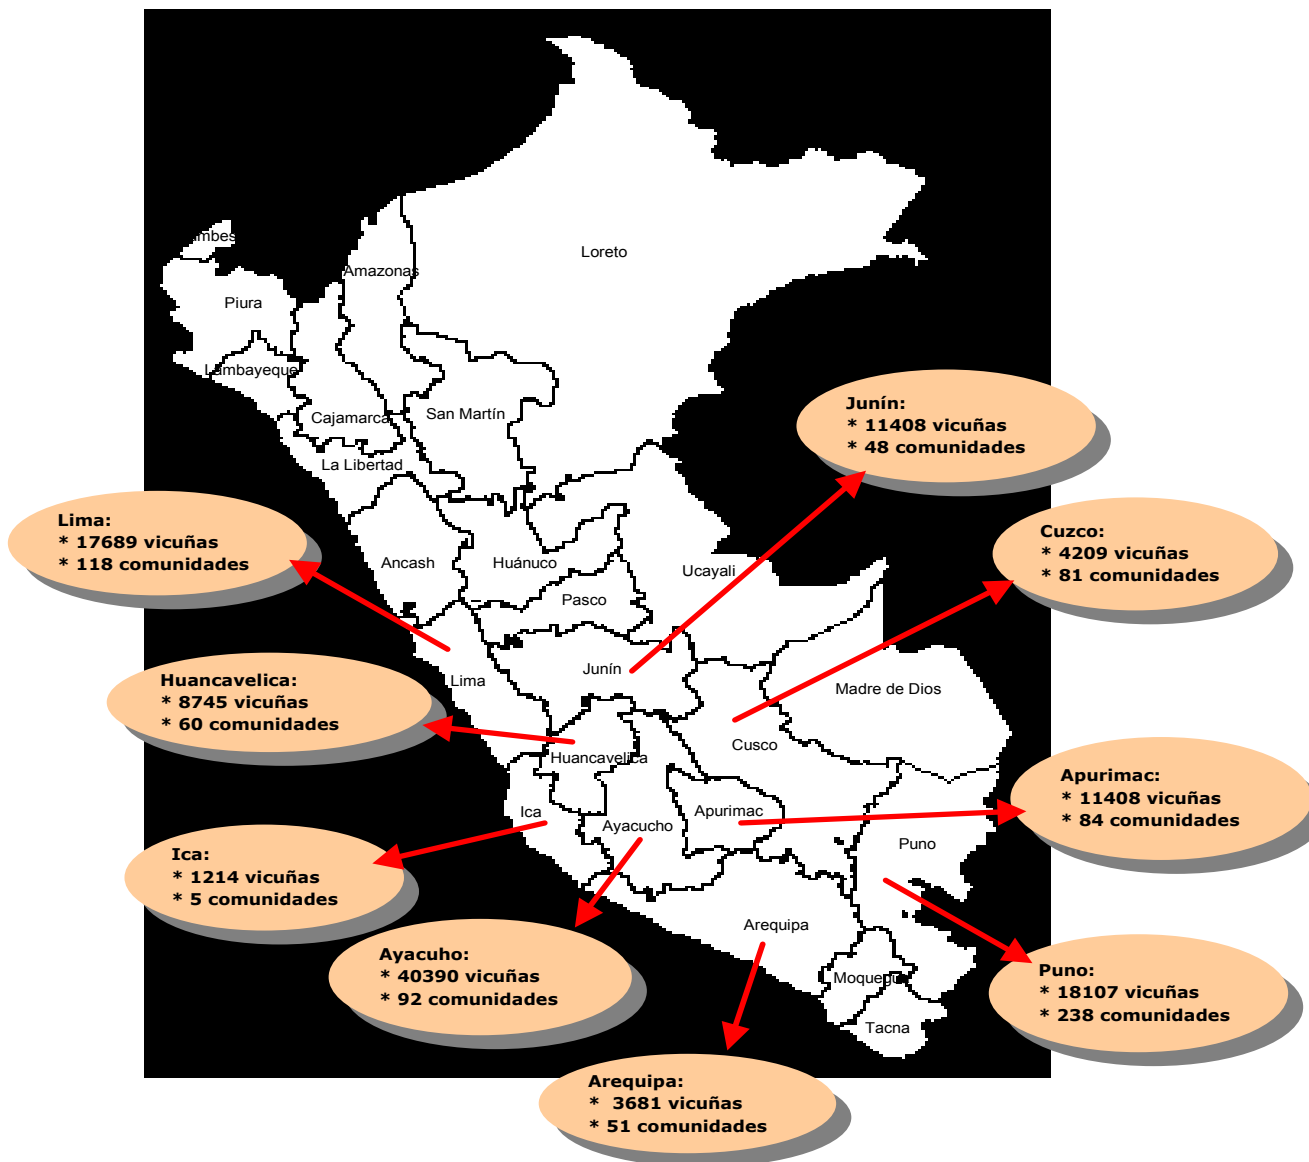 Loreto
mbes
Amazonas
Piura
Lambayeque
Cajamarca
San Martín
La Libertad
Junín:
* 11408 vicuñas
* 48 comunidades
Lima:
* 17689 vicuñas
* 118 comunidades
Cuzco:
* 4209 vicuñas
* 81 comunidades
Ancash
Huánuco
Ucayali
Pasco
Junín
Lima
Madre de Dios
Huancavelica:
* 8745 vicuñas
* 60 comunidades
Cusco
Huancavelica
Apurimac:
* 11408 vicuñas
* 84 comunidades
Ica
Ayacucho
Apurimac
Puno
Ica:
* 1214 vicuñas
* 5 comunidades
Arequipa
Ayacuho:
* 40390 vicuñas
* 92 comunidades
Moquegu
Puno:
* 18107 vicuñas
* 238 comunidades
Tacna
Arequipa:
* 3681 vicuñas
* 51 comunidades